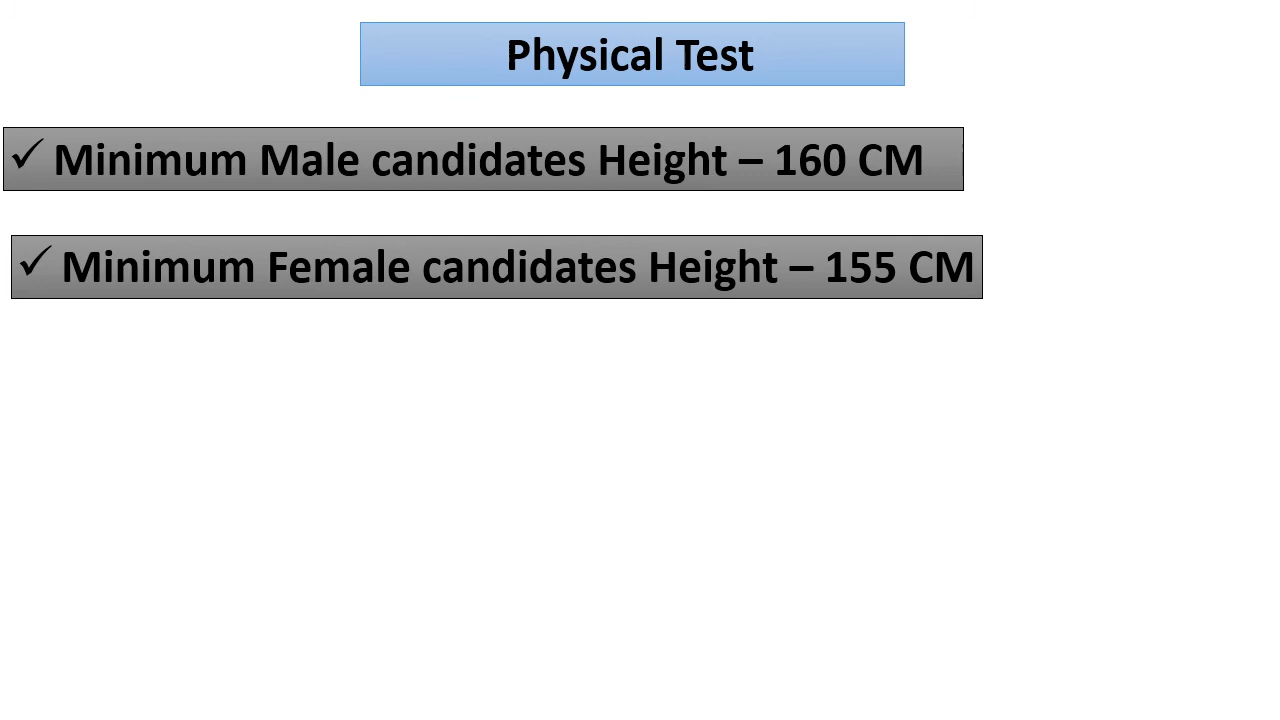 Physical Test
✓ Minimum Male candidates Height – 160 CM
✓ Minimum Female candidates Height – 155 CM